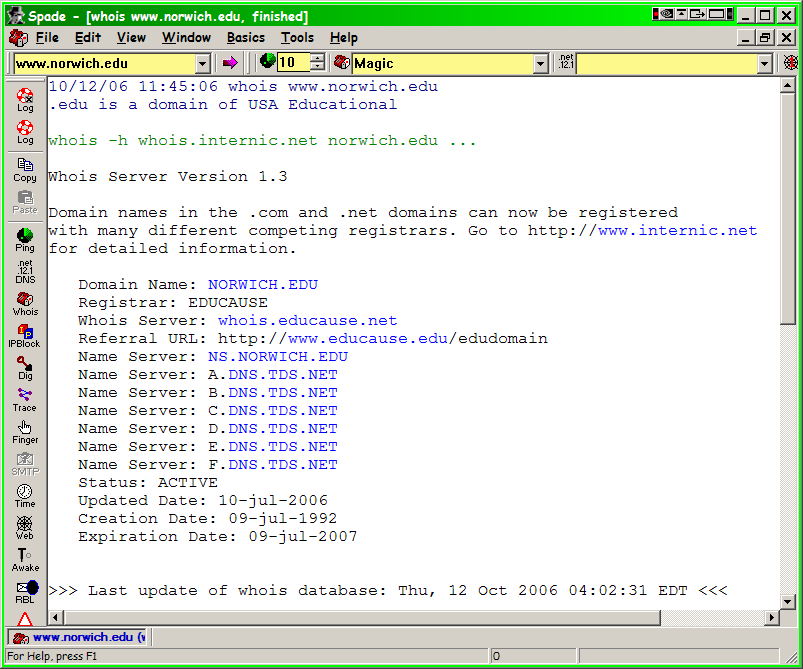 Spade - [whois www.norwich.edu, finished]
File Edit View Window Basics Tools Help
www.norwich.edu 10 Magic .net .12.1
10/12/06 11:45:06 whois www.norwich.edu
.edu is a domain of USA Educational
whois -h whois.internic.net norwich.edu ...
Whois Server Version 1.3
Domain names in the .com and .net domains can now be registered
with many different competing registrars. Go to http://www.internic.net
for detailed information.
Domain Name: NORWICH.EDU
Registrar: EDUCAUSE
Whois Server: whois.educause.net
Referral URL: http://www.educause.edu/edudomain
Name Server: NS.NORWICH.EDU
Name Server: A.DNS.TDS.NET
Name Server: B.DNS.TDS.NET
Name Server: C.DNS.TDS.NET
Name Server: D.DNS.TDS.NET
Name Server: E.DNS.TDS.NET
Name Server: F.DNS.TDS.NET
Status: ACTIVE
Updated Date: 10-jul-2006
Creation Date: 09-jul-1992
Expiration Date: 09-jul-2007
>>> Last update of whois database: Thu, 12 Oct 2006 04:02:31 EDT <<<
Log
Log
Copy
Paste
Ping
.net
.12.1
DNS
Whois
IPBlock
Dig
Trace
Finger
SMTP
Time
Web
Awake
RBL
www.norwich.edu (w
For Help, press F1 0